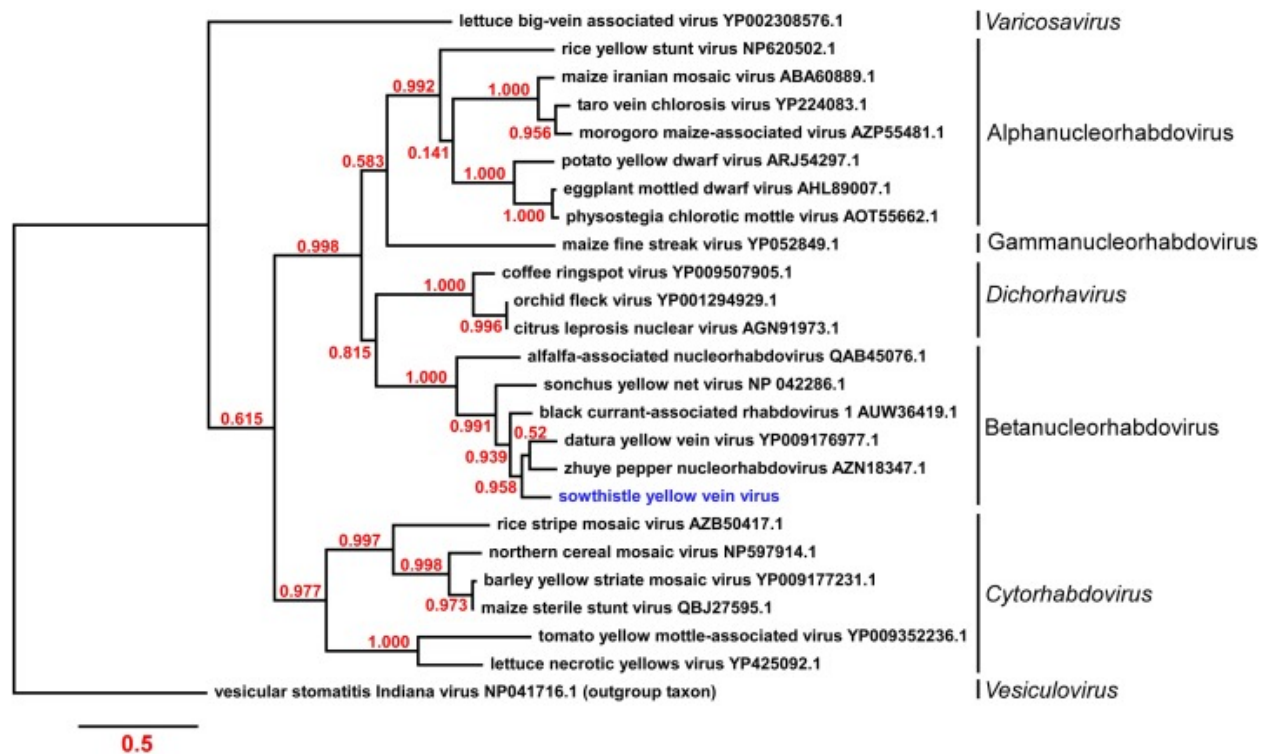 lettuce big-vein associated virus YP002308576.1
Varicosavirus
rice yellow stunt virus NP620502.1
maize iranian mosaic virus ABA60889.1
0.992
1.000
taro vein chlorosis virus YP224083.1
0.956
morogoro maize-associated virus AZP55481.1
Alphanucleorhabdovirus
0.141
0.583
potato yellow dwarf virus ARJ54297.1
1.000
eggplant mottled dwarf virus AHL89007.1
1.000
physostegia chlorotic mottle virus AOT55662.1
0.998
maize fine streak virus YP052849.1
Gammanucleorhabdovirus
coffee ringspot virus YP009507905.1
1.000
Dichorhavirus
orchid fleck virus YP001294929.1
0.996
citrus leprosis nuclear virus AGN91973.1
0.815
alfalfa-associated nucleorhabdovirus QAB45076.1
1.000
sonchus yellow net virus NP 042286.1
0.615
black currant-associated rhabdovirus 1 AUW36419.1
0.991
Betanucleorhabdovirus
0.52
datura yellow vein virus YP009176977.1
0.939
zhuye pepper nucleorhabdovirus AZN18347.1
0.958
sowthistle yellow vein virus
rice stripe mosaic virus AZB50417.1
0.997
northern cereal mosaic virus NP597914.1
0.998
barley yellow striate mosaic virus YP009177231.1
0.977
Cytorhabdovirus
0.973
maize sterile stunt virus QBJ27595.1
tomato yellow mottle-associated virus YP009352236.1
1.000
lettuce necrotic yellows virus YP425092.1
vesicular stomatitis Indiana virus NP041716.1 (outgroup taxon)
Vesiculovirus
0.5